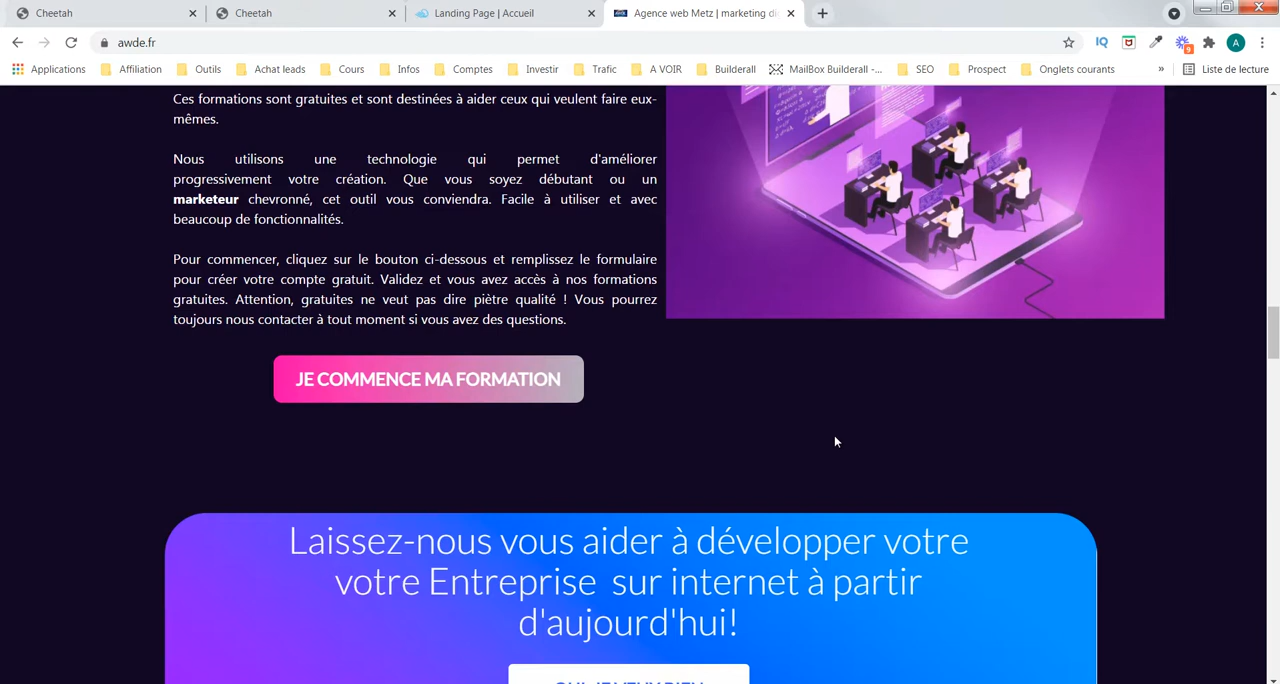 Cheetah
Cheetah
Landing Page | Accueil
Agence web Metz | marketing di
awde.fr
Applications
Affiliation
Outils
Achat leads
Cours
Infos
Comptes
Investir
Trafic
A VOIR
Builderall
MailBox Builderall -...
SEO
Prospect
Onglets courants
»
Liste de lecture
IQ
9
A
Ces formations sont gratuites et sont destinées à aider ceux qui veulent faire eux-
mêmes.
Nous utilisons une technologie qui permet d'améliorer
progressivement votre création. Que vous soyez débutant ou un
marketeur chevronné, cet outil vous conviendra. Facile à utiliser et avec
beaucoup de fonctionnalités.
Pour commencer, cliquez sur le bouton ci-dessous et remplissez le formulaire
pour créer votre compte gratuit. Validez et vous avez accès à nos formations
gratuites. Attention, gratuites ne veut pas dire piètre qualité ! Vous pourrez
toujours nous contacter à tout moment si vous avez des questions.
JE COMMENCE MA FORMATION
Laissez-nous vous aider à développer votre
votre Entreprise sur internet à partir
d'aujourd'hui!
OUI, JE VEUX BIEN